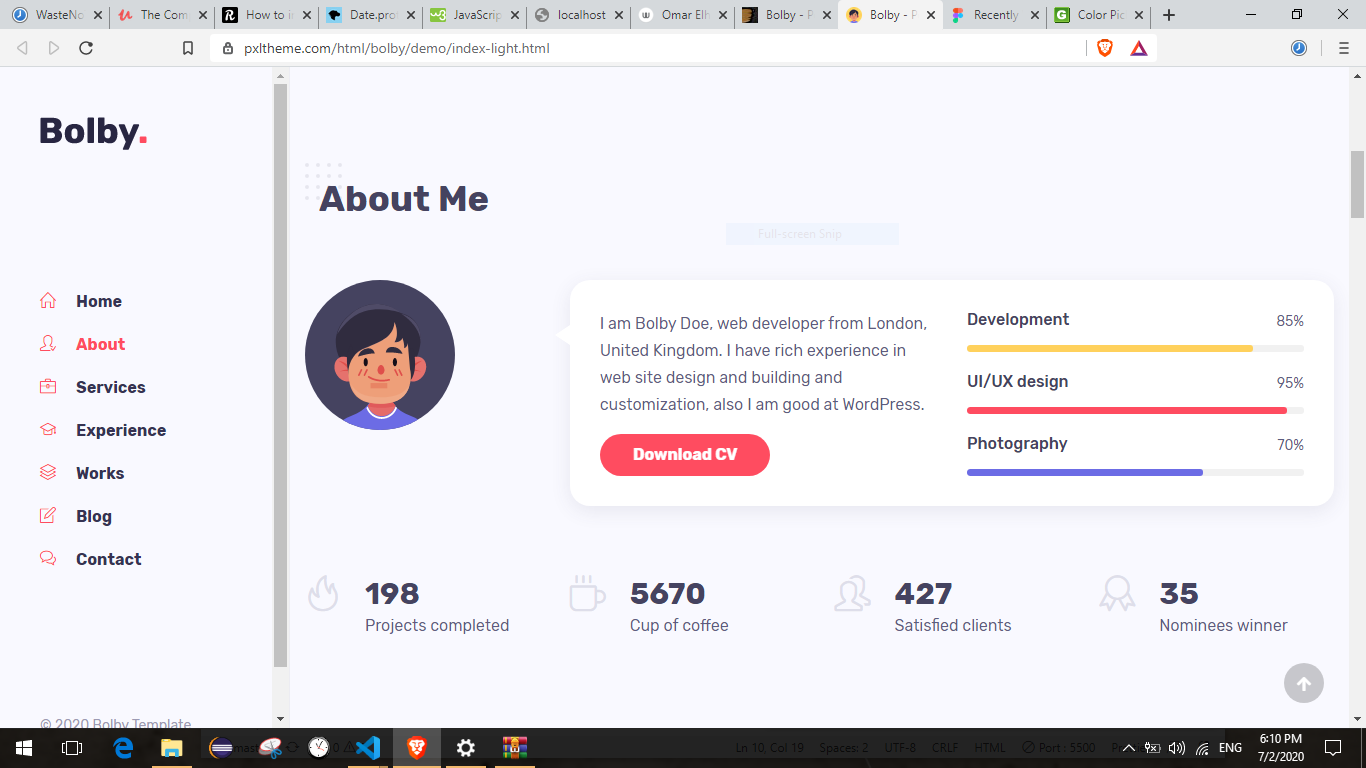 WasteNo
The Com
How to i
Date.prot
JavaScrip
localhost
Omar Elh
Bolby - P
Bolby - P
Recently
Color Pic
pxltheme.com/html/bolby/demo/index-light.html
Bolby.
Home
About
Services
Experience
Works
Blog
Contact
© 2020 Bolby Template
About Me
Full-screen Snip
I am Bolby Doe, web developer from London,
United Kingdom. I have rich experience in
web site design and building and
customization, also I am good at WordPress.
Download CV
Development 85%
UI/UX design 95%
Photography 70%
198
Projects completed
5670
Cup of coffee
427
Satisfied clients
35
Nominees winner
Ln 10, Col 19 Spaces: 2 UTF-8 CRLF HTML Port : 5500
ENG
6:10 PM
7/2/2020